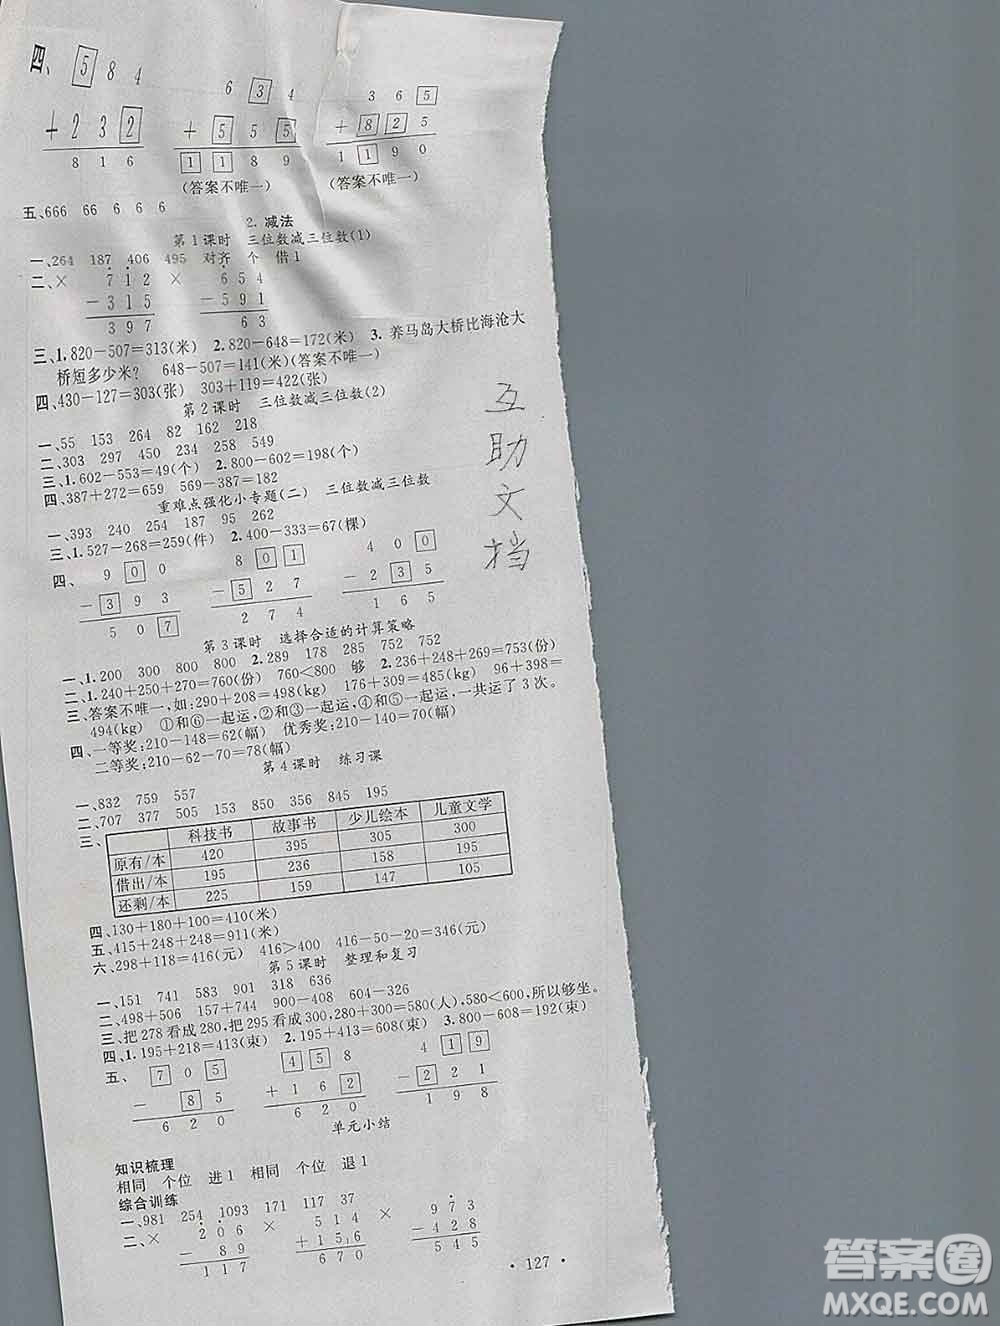 四、 5 8 4    6 3 4    3 6 5
+ 2 3 2    + 5 5 5    + 8 2 5
8 1 6    1 1 8 9    1 1 9 0
(答案不唯一)    (答案不唯一)
五、666 66 6 6 6
2. 减法
第1课时 三位数减三位数(1)
一、264 187 406 495 对齐 个 借1
二、× 7 1 2 × 6 5 4
− 3 1 5    − 5 9 1
3 9 7    6 3
三、1. 820−507=313(米) 2. 820−648=172(米) 3. 养马岛大桥比海沧大
桥短多少米? 648−507=141(米)(答案不唯一)
四、430−127=303(张) 303+119=422(张)
第2课时 三位数减三位数(2)
一、55 153 264 82 162 218
二、303 297 450 234 258 549
三、1. 602−553=49(个) 2. 800−602=198(个)
四、387+272=659 569−387=182
重难点强化小专题(二) 三位数减三位数
一、393 240 254 187 95 262
三、1. 527−268=259(件) 2. 400−333=67(棵)
四、 9 0 0    8 0 1    4 0 0
− 3 9 3    − 5 2 7    − 2 3 5
5 0 7    2 7 4    1 6 5
第3课时 选择合适的计算策略
一、1. 200 300 800 800 2. 289 178 285 752 752
二、1. 240+250+270=760(份) 760<800 够 2. 236+248+269=753(份)
三、答案不唯一,如:290+208=498(kg) 176+309=485(kg) 194+300=
494(kg) ①和⑥一起运,②和③一起运,④和⑤一起运,一共运了3次。
四、一等奖:210−148=62(幅) 优秀奖:210−140=70(幅)
二等奖:210−62−70=78(幅)
第4课时 练习课
一、832 759 557
二、707 377 505 153 850 356 845 195
三、
科技书 故事书 少儿绘本 儿童文学
原有/本 420 395 305 300
借出/本 195 236 158 195
还剩/本 225 159 147 105
四、130+180+100=410(米)
五、415+248+248=911(米)
六、298+118=416(元) 416>400 416−50−20=346(元)
第5课时 整理和复习
一、151 741 583 901 318 636
二、498+506 157+444 900−408 604−326
三、把278看成280,把295看成300,280+300=580(人),580<600,所以够坐。
四、1. 195+218=413(束) 2. 195+413=608(束) 3. 800−608=192(束)
五、 7 0 5    4 5 8    4 1 9
− 8 5    + 1 6 2    − 2 2 1
6 2 0    6 2 0    1 9 8
单元小结
知识梳理
相同 个位 进1 相同 个位 退1
综合训练
一、981 254 1093 171 117 37
二、× 2 0 6 × 5 1 4 × 9 7 3
− 8 9    + 1 5 6    − 4 2 8
1 1 7    6 7 0    5 4 5
• 127 •
互
助
文
档
答案圈
MXQE.COM